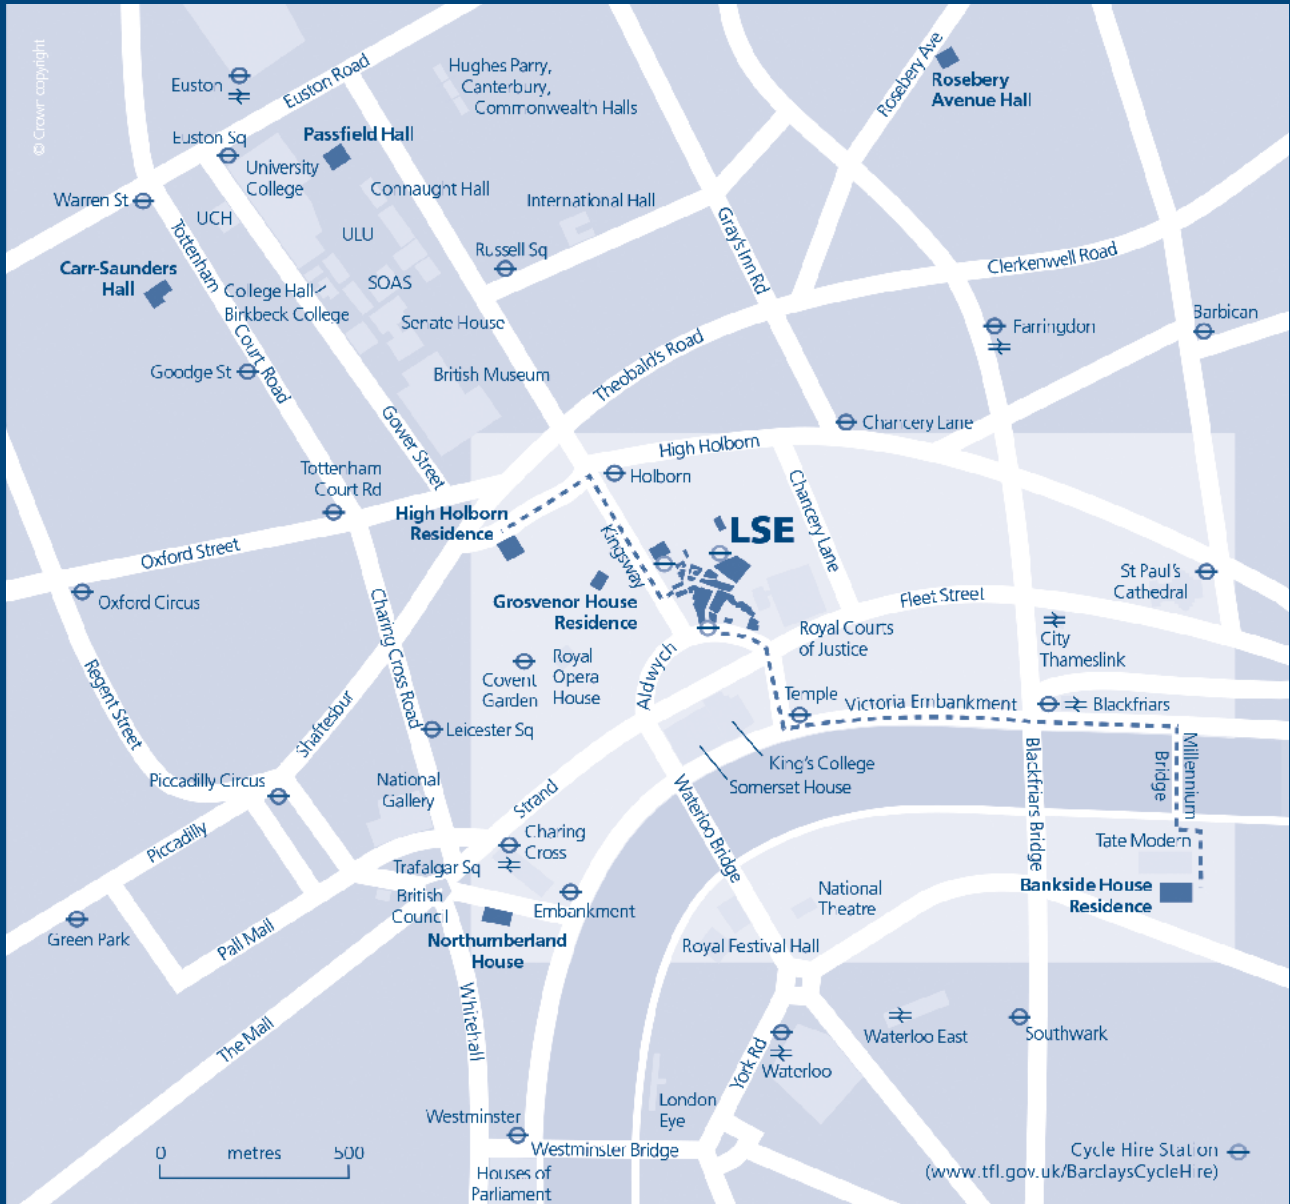 © Crown copyright
Euston
Euston Road
Hughes Parry,
Canterbury,
Commonwealth Halls
Rosebery Ave
Rosebery
Avenue Hall
Euston Sq
Passfield Hall
University
College
Connaught Hall
International Hall
Warren St
UCH
ULU
Tottenham
Court Road
Russell Sq
Gray's Inn Rd
Clerkenwell Road
Carr-Saunders
Hall
College Hall
Birkbeck College
SOAS
Senate House
Farringdon
Barbican
Goodge St
British Museum
Theobald's Road
Gower Street
Chancery Lane
High Holborn
Tottenham
Court Rd
Holborn
Chancery Lane
High Holborn
Residence
Kingsway
LSE
Oxford Street
Oxford Circus
St Paul's
Cathedral
Grosvenor House
Residence
Charing Cross Road
Fleet Street
Royal Courts
of Justice
City
Thameslink
Royal
Opera
House
Covent
Garden
Aldwych
Regent Street
Shaftesbur
Temple
Victoria Embankment
Blackfriars
Leicester Sq
Millennium
Bridge
Piccadilly Circus
National
Gallery
King's College
Somerset House
Strand
Waterloo Bridge
Blackfriars Bridge
Piccadilly
Charing
Cross
Tate Modern
Trafalgar Sq
British
Council
Embankment
National
Theatre
Bankside House
Residence
Green Park
Pall Mall
Northumberland
House
Royal Festival Hall
Whitehall
The Mall
York Rd
Waterloo
Waterloo East
Southwark
London
Eye
Westminster
Westminster Bridge
Houses of
Parliament
0 metres 500
Cycle Hire Station
(www.tfl.gov.uk/BarclaysCycleHire)